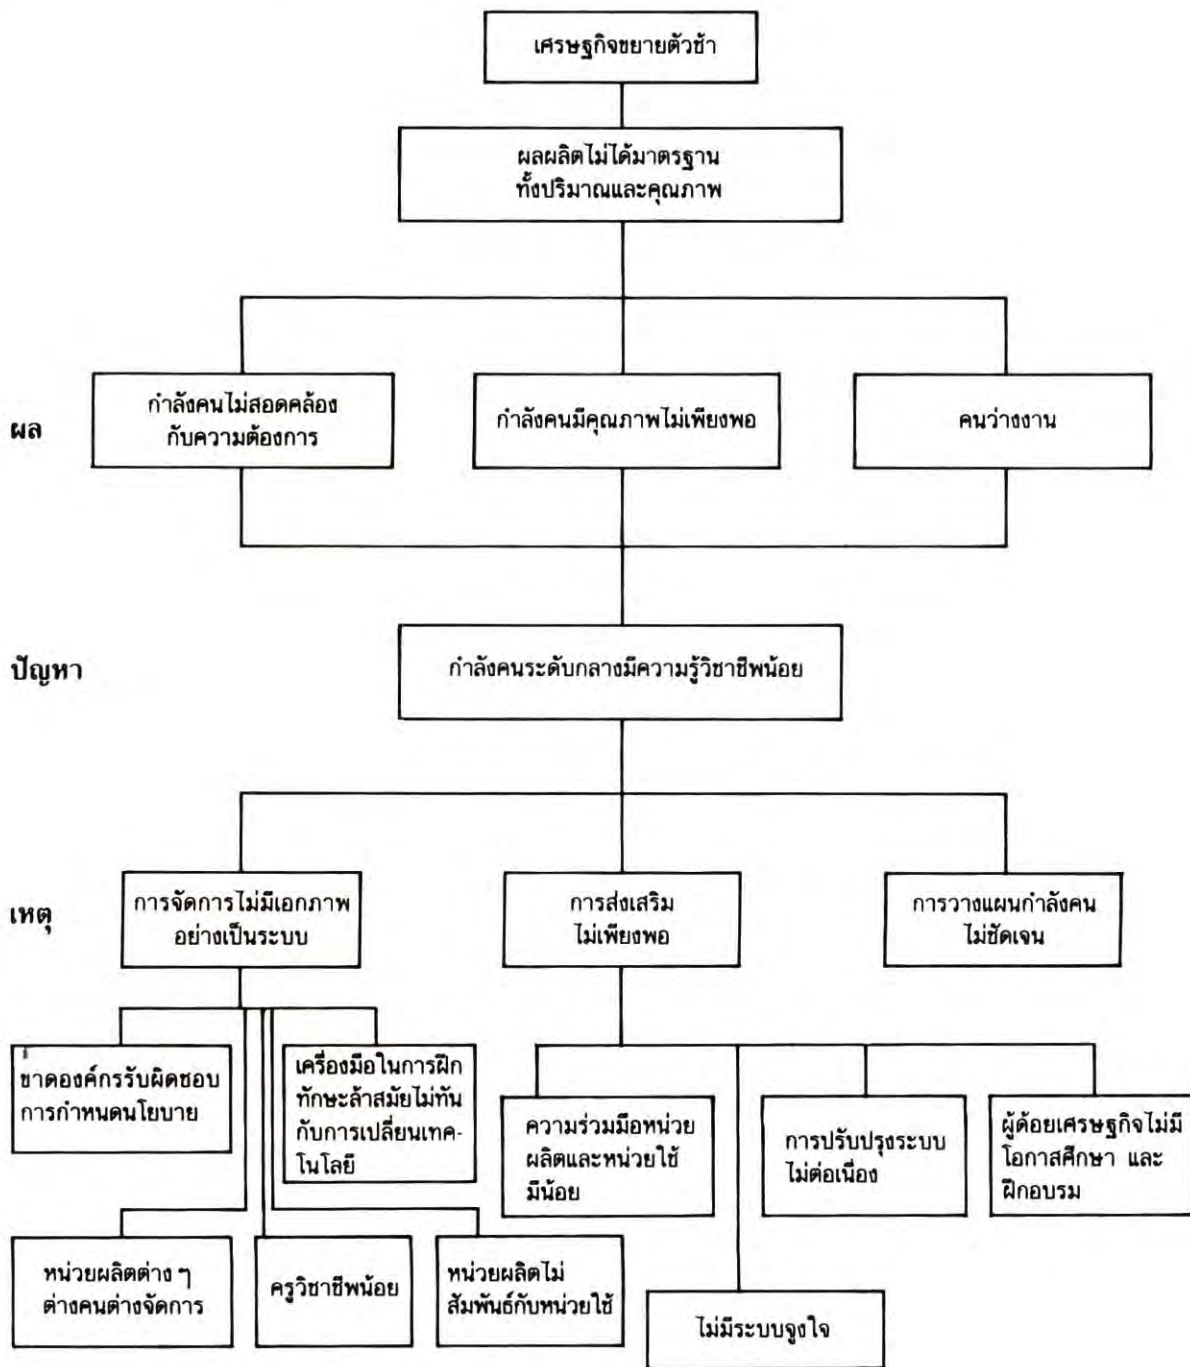 เศรษฐกิจขยายตัวช้า
ผลผลิตไม่ได้มาตรฐาน
ทั้งปริมาณและคุณภาพ
ผล
กำลังคนไม่สอดคล้อง
กับความต้องการ
กำลังคนมีคุณภาพไม่เพียงพอ
คนว่างงาน
ปัญหา
กำลังคนระดับกลางมีความรู้วิชาชีพน้อย
เหตุ
การจัดการไม่มีเอกภาพ
อย่างเป็นระบบ
การส่งเสริม
ไม่เพียงพอ
การวางแผนกำลังคน
ไม่ชัดเจน
ขาดองค์กรรับผิดชอบ
การกำหนดนโยบาย
เครื่องมือในการฝึก
ทักษะล้าสมัยไม่ทัน
กับการเปลี่ยนเทค-
โนโลยี
ความร่วมมือหน่วย
ผลิตและหน่วยใช้
มีน้อย
การปรับปรุงระบบ
ไม่ต่อเนื่อง
ผู้ด้อยเศรษฐกิจไม่มี
โอกาสศึกษา และ
ฝึกอบรม
หน่วยผลิตต่าง ๆ
ต่างคนต่างจัดการ
ครูวิชาชีพน้อย
หน่วยผลิตไม่
สัมพันธ์กับหน่วยใช้
ไม่มีระบบจูงใจ